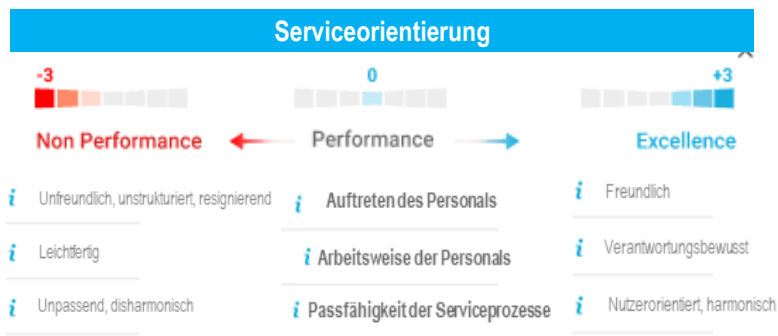 Serviceorientierung
-3 0 +3
Non Performance Performance Excellence
Unfreundlich, unstrukturiert, resignierend Auftreten des Personals Freundlich
Leichtfertig Arbeitsweise der Personals Verantwortungsbewusst
Unpassend, disharmonisch Passfähigkeit der Serviceprozesse Nutzerorientiert, harmonisch